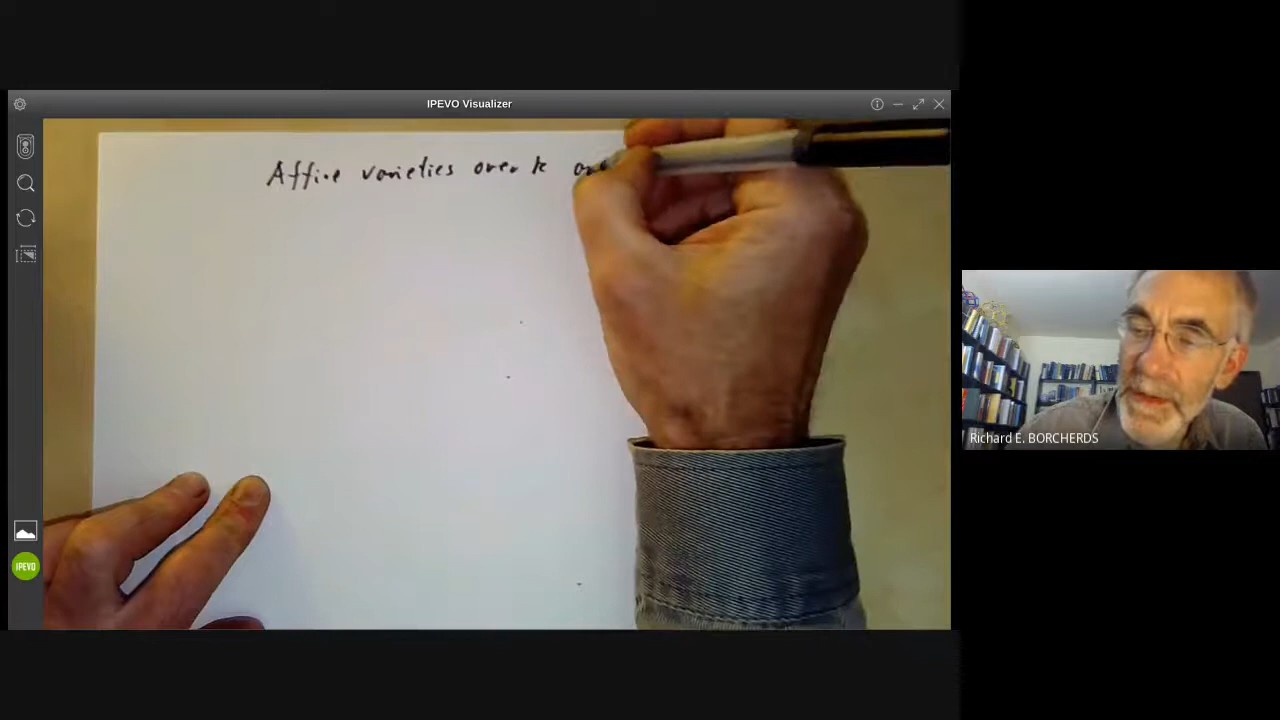 IPEVO Visualizer
Affine varieties over k
IPEVO
Richard E. BORCHERDS